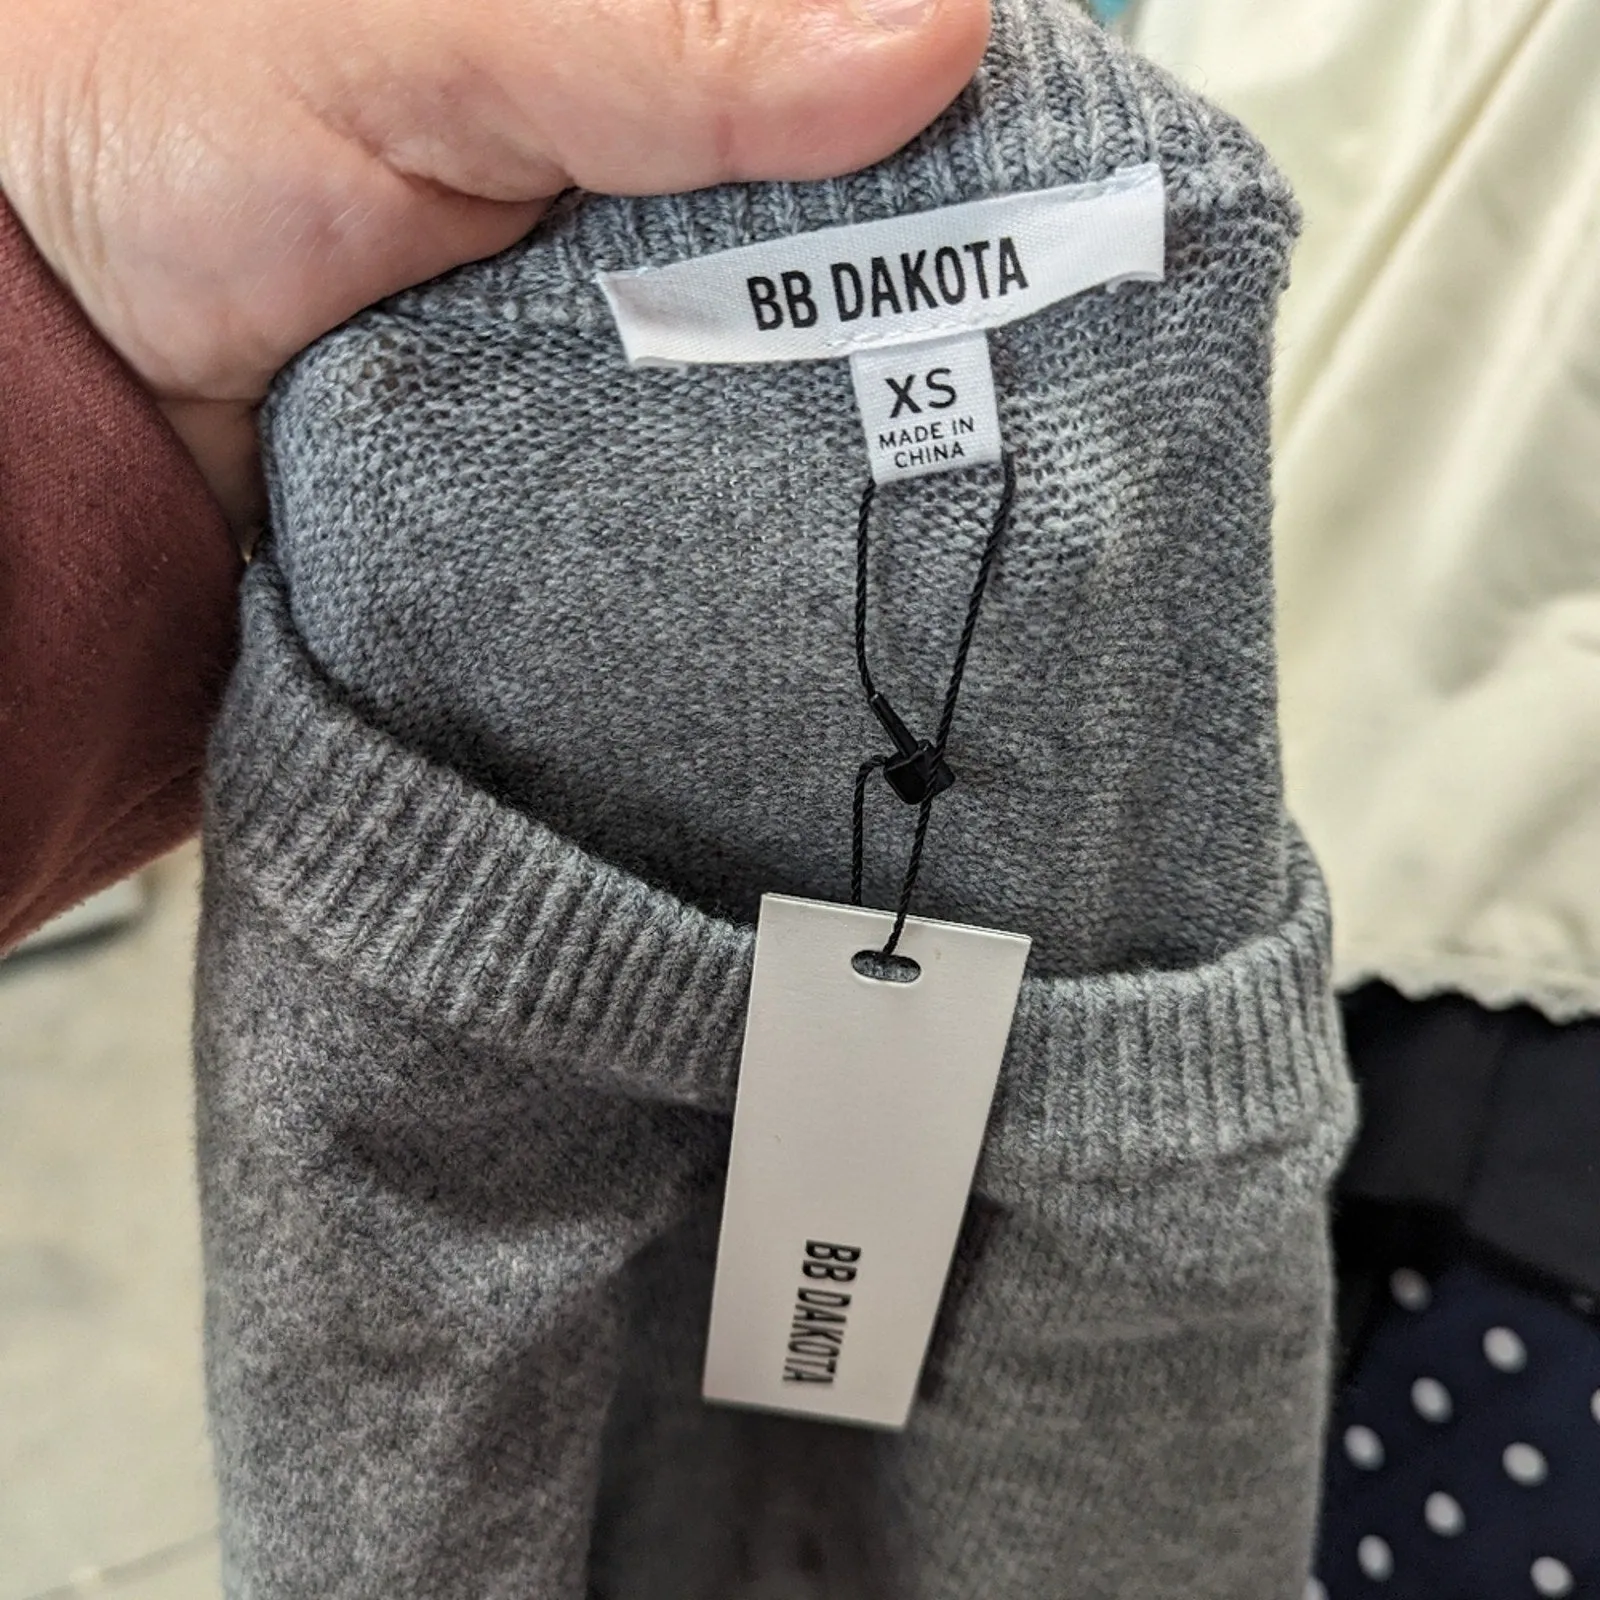 BB DAKOTA
XS
MADE IN
CHINA
BB DAKOTA